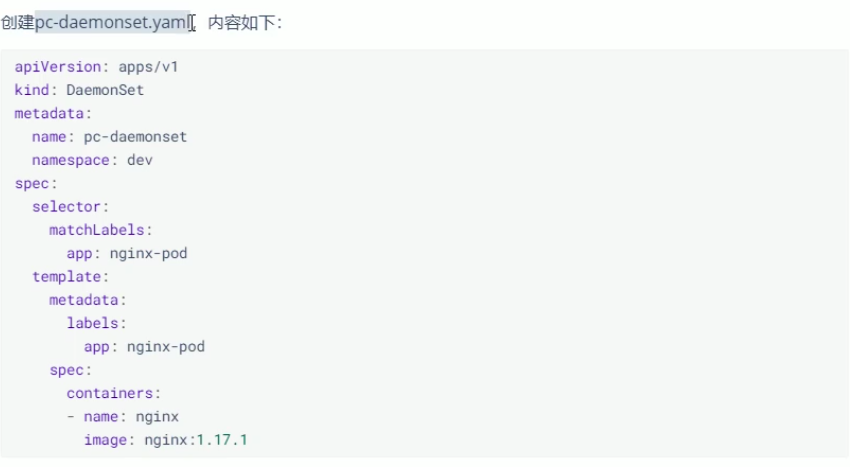 创建pc-daemonset.yaml，内容如下：
apiVersion: apps/v1
kind: DaemonSet
metadata:
  name: pc-daemonset
  namespace: dev
spec:
  selector:
    matchLabels:
      app: nginx-pod
  template:
    metadata:
      labels:
        app: nginx-pod
    spec:
      containers:
      - name: nginx
        image: nginx:1.17.1